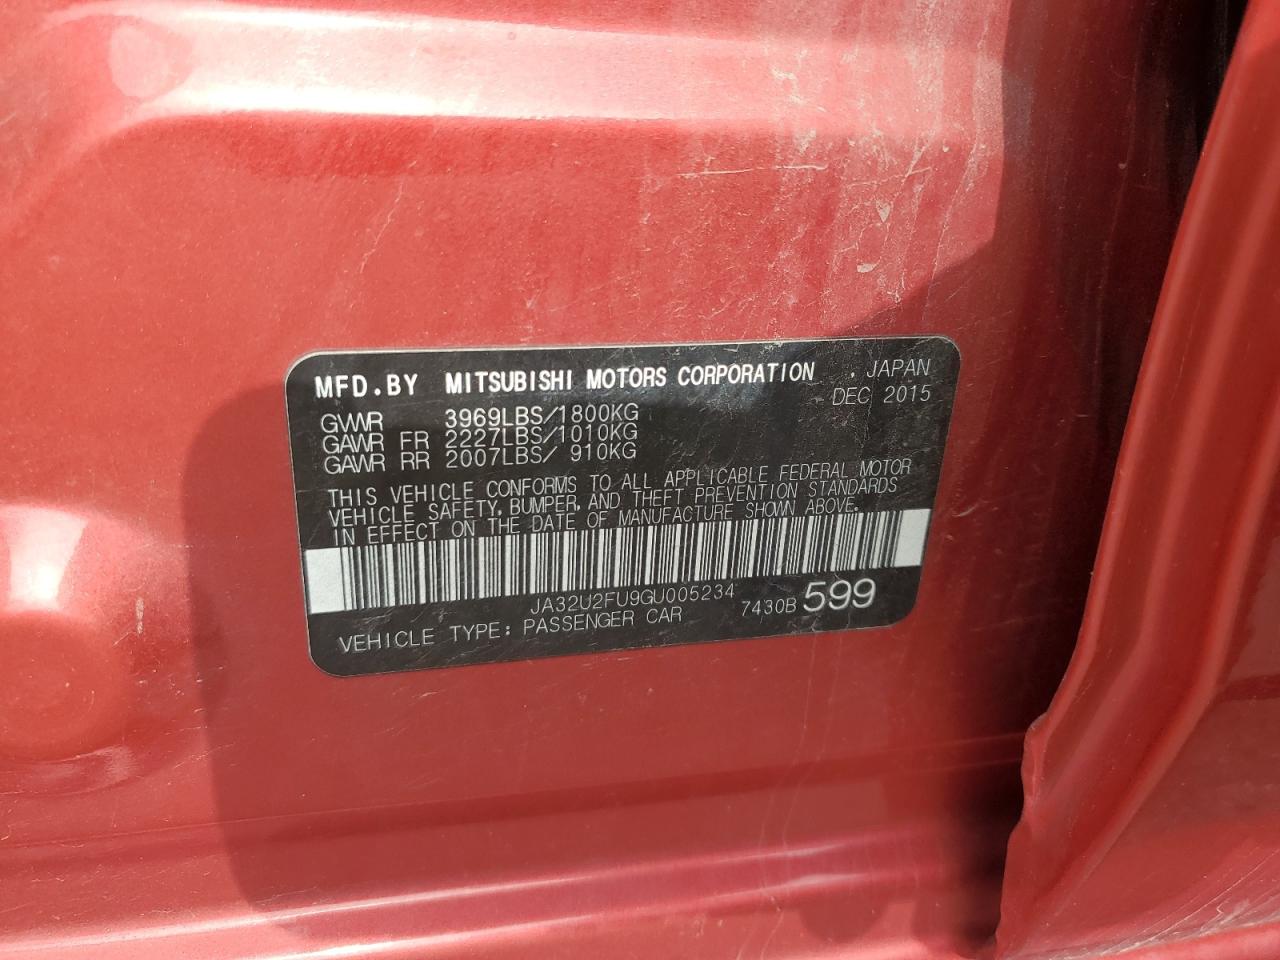 MFD.BY MITSUBISHI MOTORS CORPORATION , JAPAN
DEC 2015
GVWR 3969LBS/1800KG
GAWR FR 2227LBS/1010KG
GAWR RR 2007LBS/ 910KG
THIS VEHICLE CONFORMS TO ALL APPLICABLE FEDERAL MOTOR
VEHICLE SAFETY, BUMPER, AND THEFT PREVENTION STANDARDS
IN EFFECT ON THE DATE OF MANUFACTURE SHOWN ABOVE.
JA32U2FU9GU005234
7430B 599
VEHICLE TYPE: PASSENGER CAR